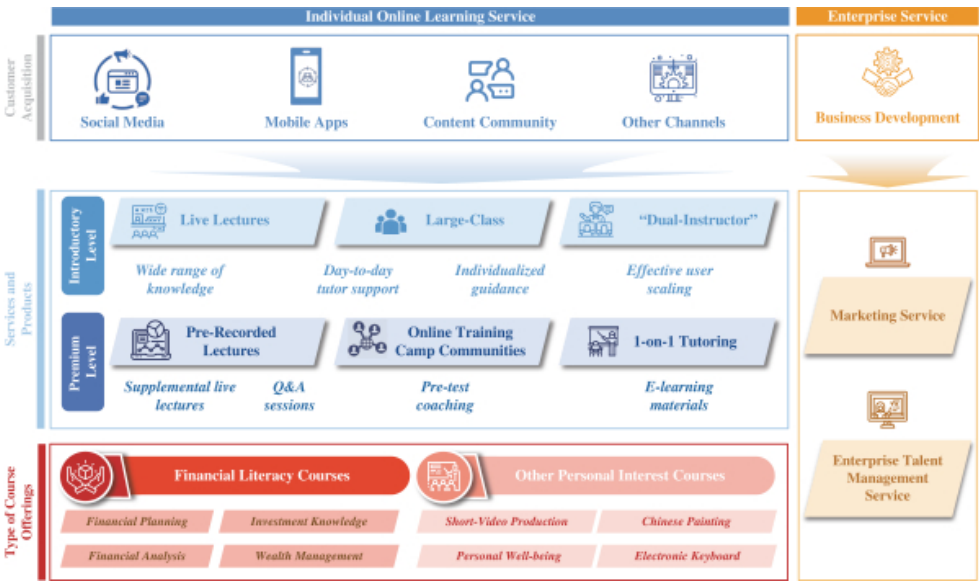 Individual Online Learning Service
Enterprise Service
Customer
Acquisition
Social Media
Mobile Apps
Content Community
Other Channels
Business Development
Services and
Products
Introductory
Level
Live Lectures
Large-Class
“Dual-Instructor”
Wide range of
knowledge
Day-to-day
tutor support
Individualized
guidance
Effective user
scaling
Premium
Level
Pre-Recorded
Lectures
Online Training
Camp Communities
1-on-1 Tutoring
Supplemental live
lectures
Q&A
sessions
Pre-test
coaching
E-learning
materials
Marketing Service
Enterprise Talent
Management
Service
Type of Course
Offerings
Financial Literacy Courses
Other Personal Interest Courses
Financial Planning
Investment Knowledge
Short-Video Production
Chinese Painting
Financial Analysis
Wealth Management
Personal Well-being
Electronic Keyboard